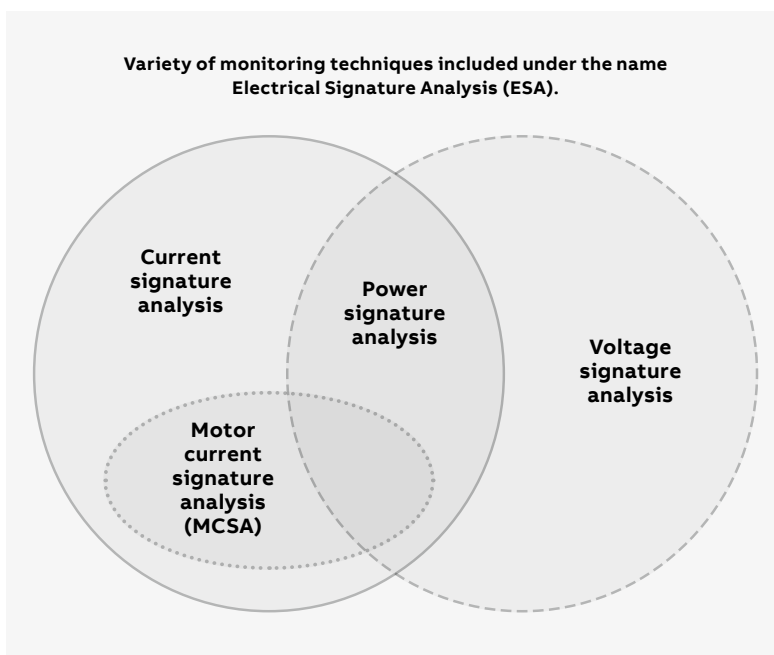 Variety of monitoring techniques included under the name
Electrical Signature Analysis (ESA).
Current
signature
analysis
Power
signature
analysis
Voltage
signature
analysis
Motor
current
signature
analysis
(MCSA)